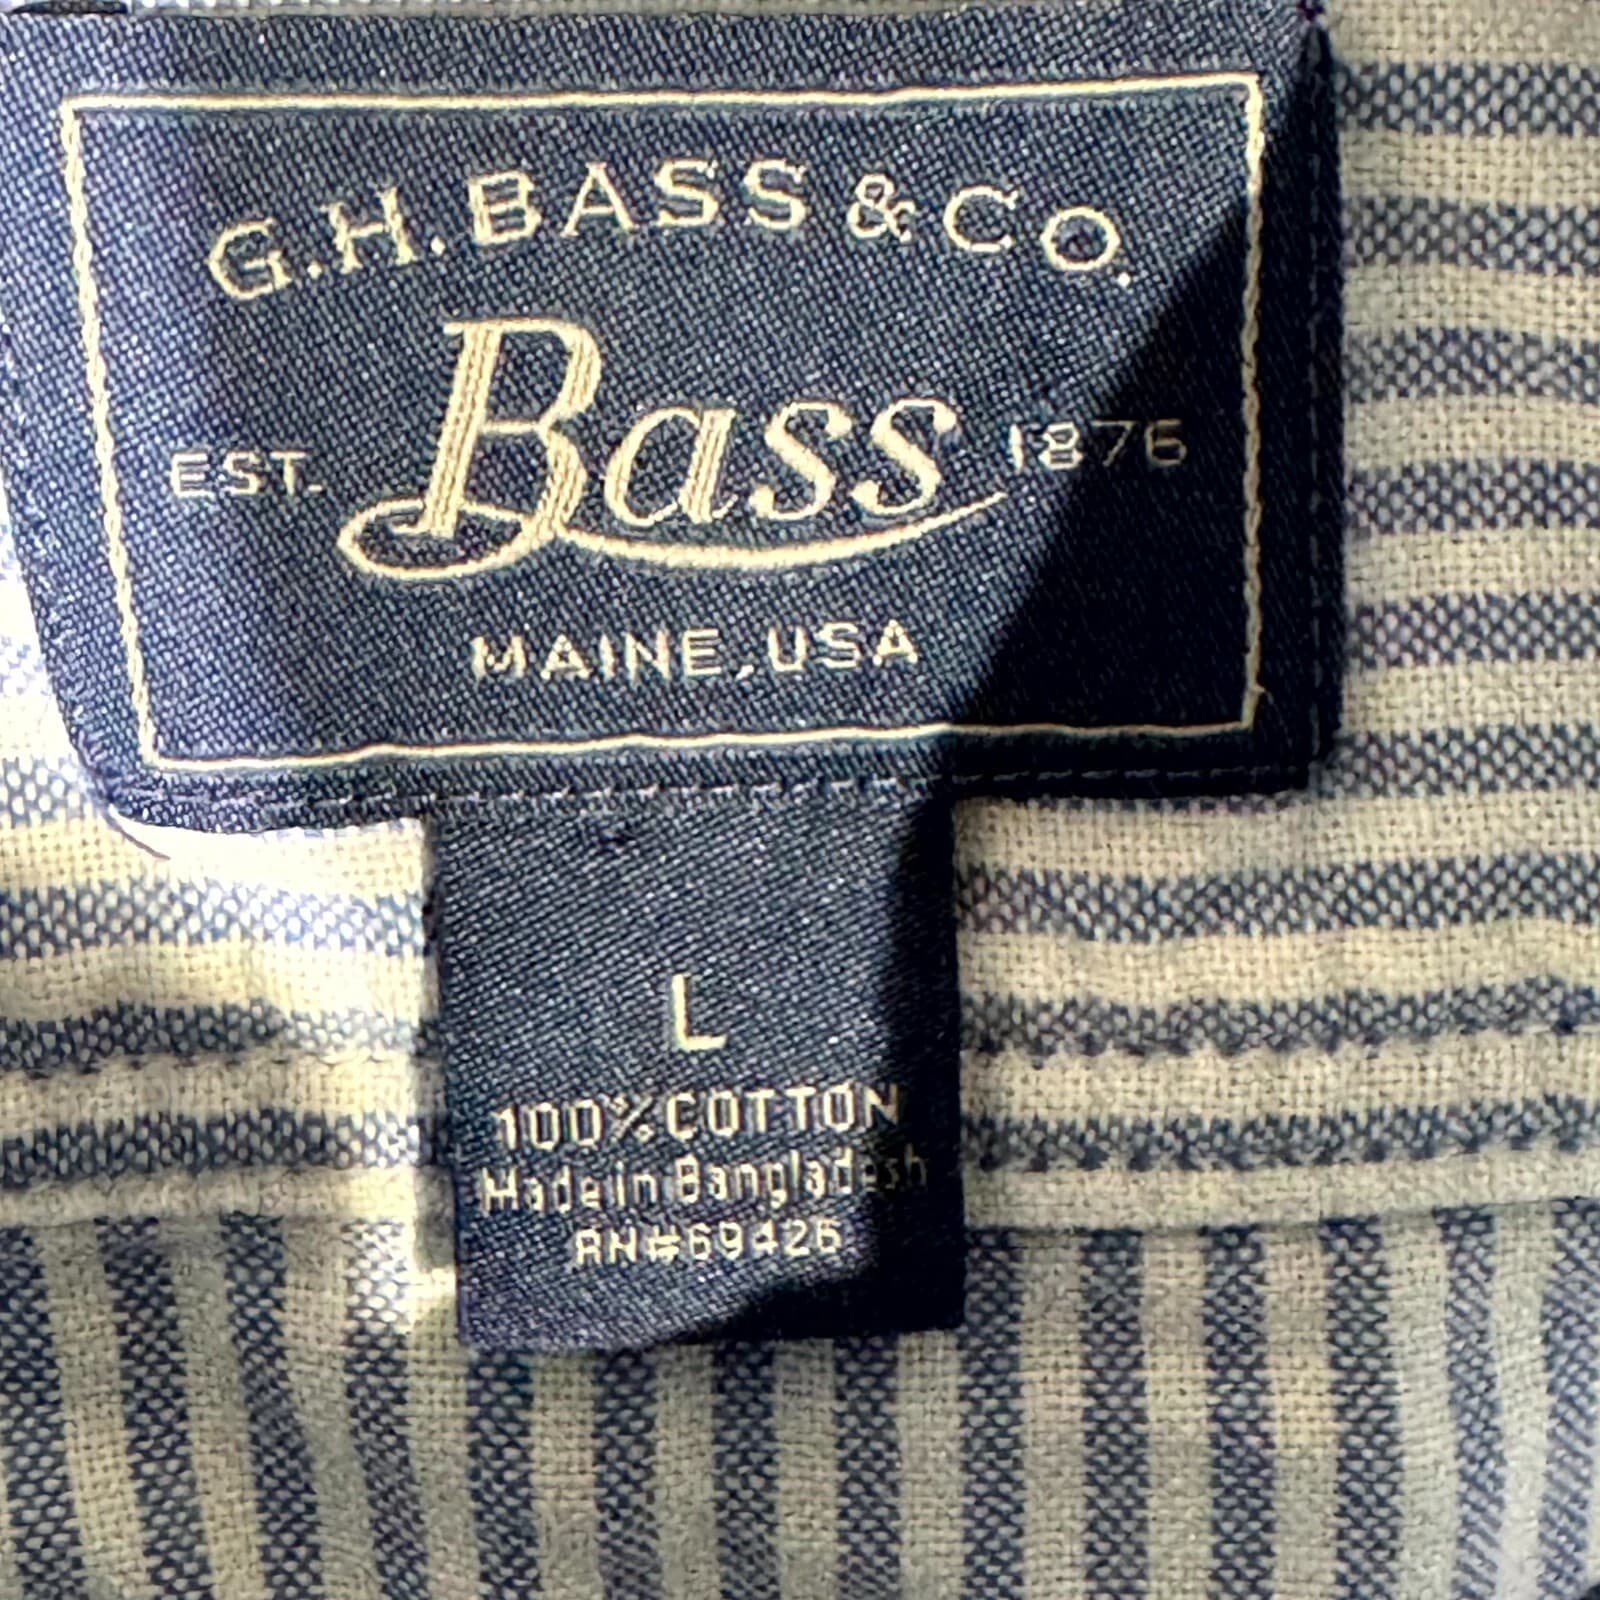 G.H. BASS & CO.
EST. Bass 1876
MAINE, USA
L
100% COTTON
Made in Bangladesh
RN#69426